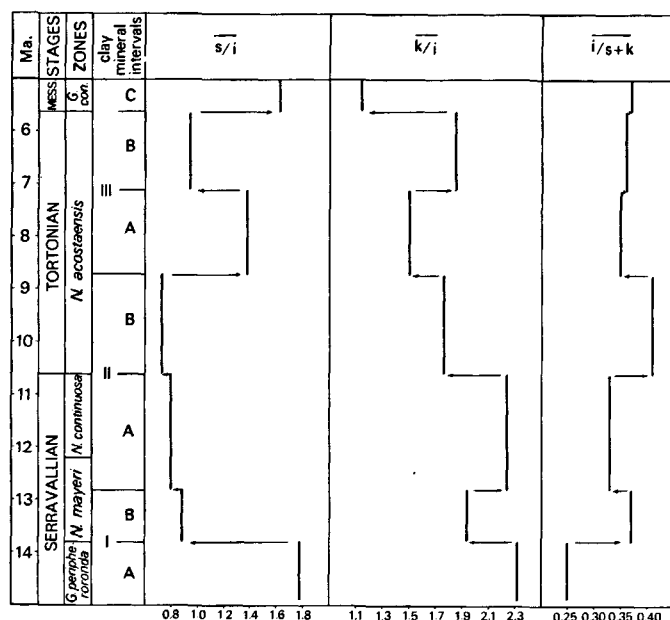 Ma.
STAGES
ZONES
clay mineral intervals
s/i
k/i
i/s+k
MESS.
G. con.
C
6
B
7
III
TORTONIAN
N. acostaensis
A
8
9
B
10
II
11
N. continuosa
A
12
SERRAVALLIAN
13
N. mayeri
B
I
14
G. periphe-
roronda
A
0.8 1.0 1.2 1.4 1.6 1.8 1.1 1.3 1.5 1.7 1.9 2.1 2.3 0.25 0.30 0.35 0.40